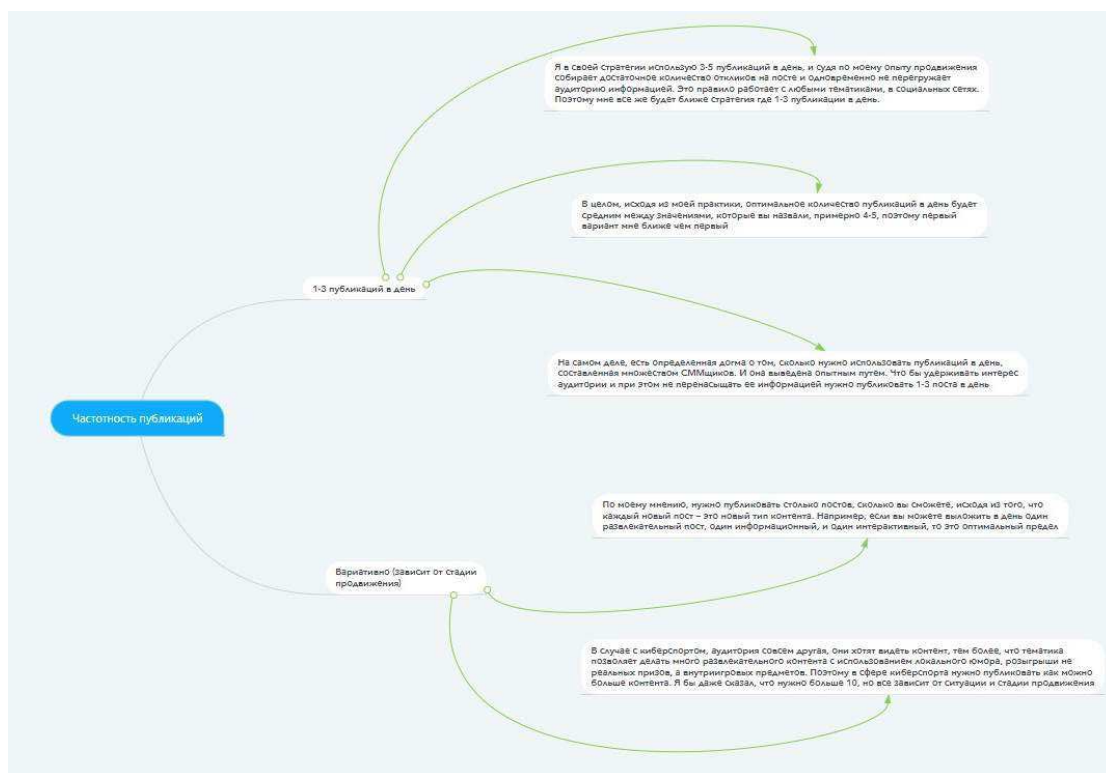 Я в своей стратегии использую 3-5 публикаций в день, и судя по моему опыту продвижения
собирает достаточное количество откликов на посте и одновременно не перегружает
аудиторию информацией. Это правило работает с любыми тематиками, в социальных сетях.
Поэтому мне все же будет ближе стратегия где 1-3 публикации в день.
В целом, исходя из моей практики, оптимальное количество публикаций в день будет
средним между значениями, которые вы назвали, примерно 4-5, поэтому первый
вариант мне ближе чем первый
1-3 публикаций в день
На самом деле, есть определенная догма о том, сколько нужно использовать публикаций в день,
составленная множеством СММщиков. И она выведена опытным путем. Что бы удерживать интерес
аудитории и при этом не перенасыщать ее информацией нужно публиковать 1-3 поста в день
Частотность публикаций
По моему мнению, нужно публиковать столько постов, сколько вы сможете, исходя из того, что
каждый новый пост – это новый тип контента. Например, если вы можете выложить в день один
развлекательный пост, один информационный, и один интерактивный, то это оптимальный предел
Вариативно (зависит от стадии
продвижения)
В случае с киберспортом, аудитория совсем другая, они хотят видеть контент, тем более, что тематика
позволяет делать много развлекательного контента с использованием локального юмора, розыгрыши не
реальных призов, а внутриигровых предметов. Поэтому в сфере киберспорта нужно публиковать как можно
больше контента. Я бы даже сказал, что нужно больше 10, но все зависит от ситуации и стадии продвижения